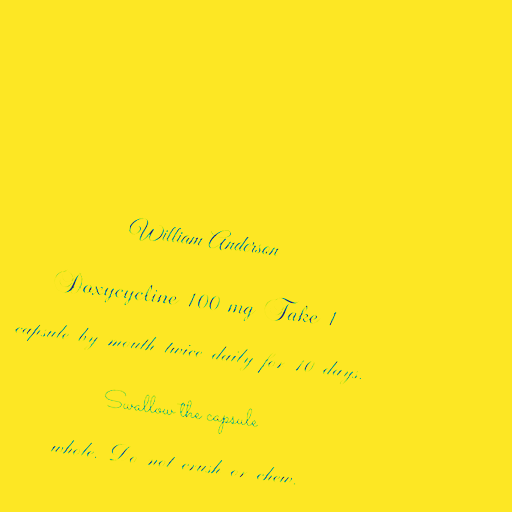 William Anderson
Doxycycline 100 mg Take 1
capsule by mouth twice daily for 10 days.
Swallow the capsule
whole. Do not crush or chew.